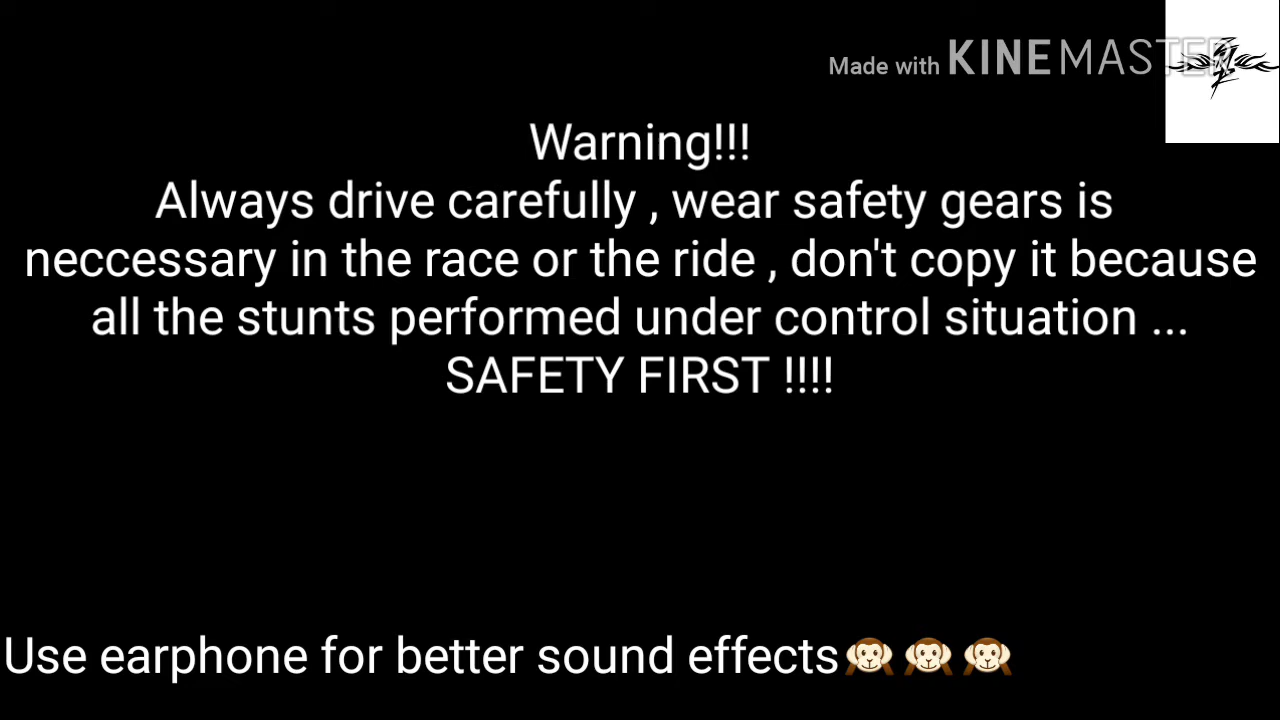 Made with KINEMASTER
Warning!!!
Always drive carefully , wear safety gears is
neccessary in the race or the ride , don't copy it because
all the stunts performed under control situation ...
SAFETY FIRST !!!!
Use earphone for better sound effects🙉🙉🙉